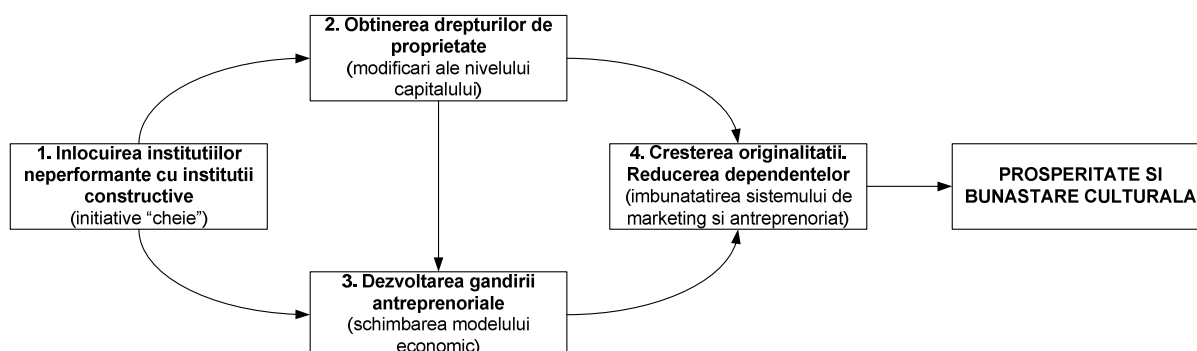 2. Obtinerea drepturilor de
proprietate
(modificari ale nivelului
capitalului)
1. Inlocuirea institutiilor
neperformante cu institutii
constructive
(initiative “cheie”)
4. Cresterea originalitatii.
Reducerea dependentelor
(imbunatatirea sistemului de
marketing si antreprenoriat)
PROSPERITATE SI
BUNASTARE CULTURALA
3. Dezvoltarea gandirii
antreprenoriale
(schimbarea modelului
economic)